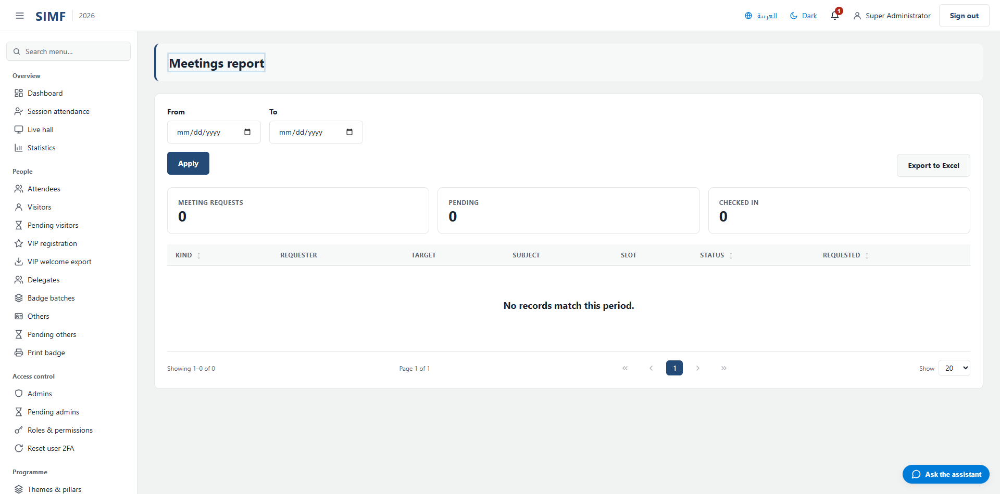 SIMF 2026
العربية Dark 1 Super Administrator Sign out
Search menu...
Overview
Dashboard
Session attendance
Live hall
Statistics
People
Attendees
Visitors
Pending visitors
VIP registration
VIP welcome export
Delegates
Badge batches
Others
Pending others
Print badge
Access control
Admins
Pending admins
Roles & permissions
Reset user 2FA
Programme
Themes & pillars
Meetings report
From To
mm/dd/yyyy mm/dd/yyyy
Apply
Export to Excel
MEETING REQUESTS PENDING CHECKED IN
0 0 0
KIND REQUESTER TARGET SUBJECT SLOT STATUS REQUESTED
No records match this period.
Showing 1–0 of 0 Page 1 of 1 « ‹ 1 › » Show 20
Ask the assistant